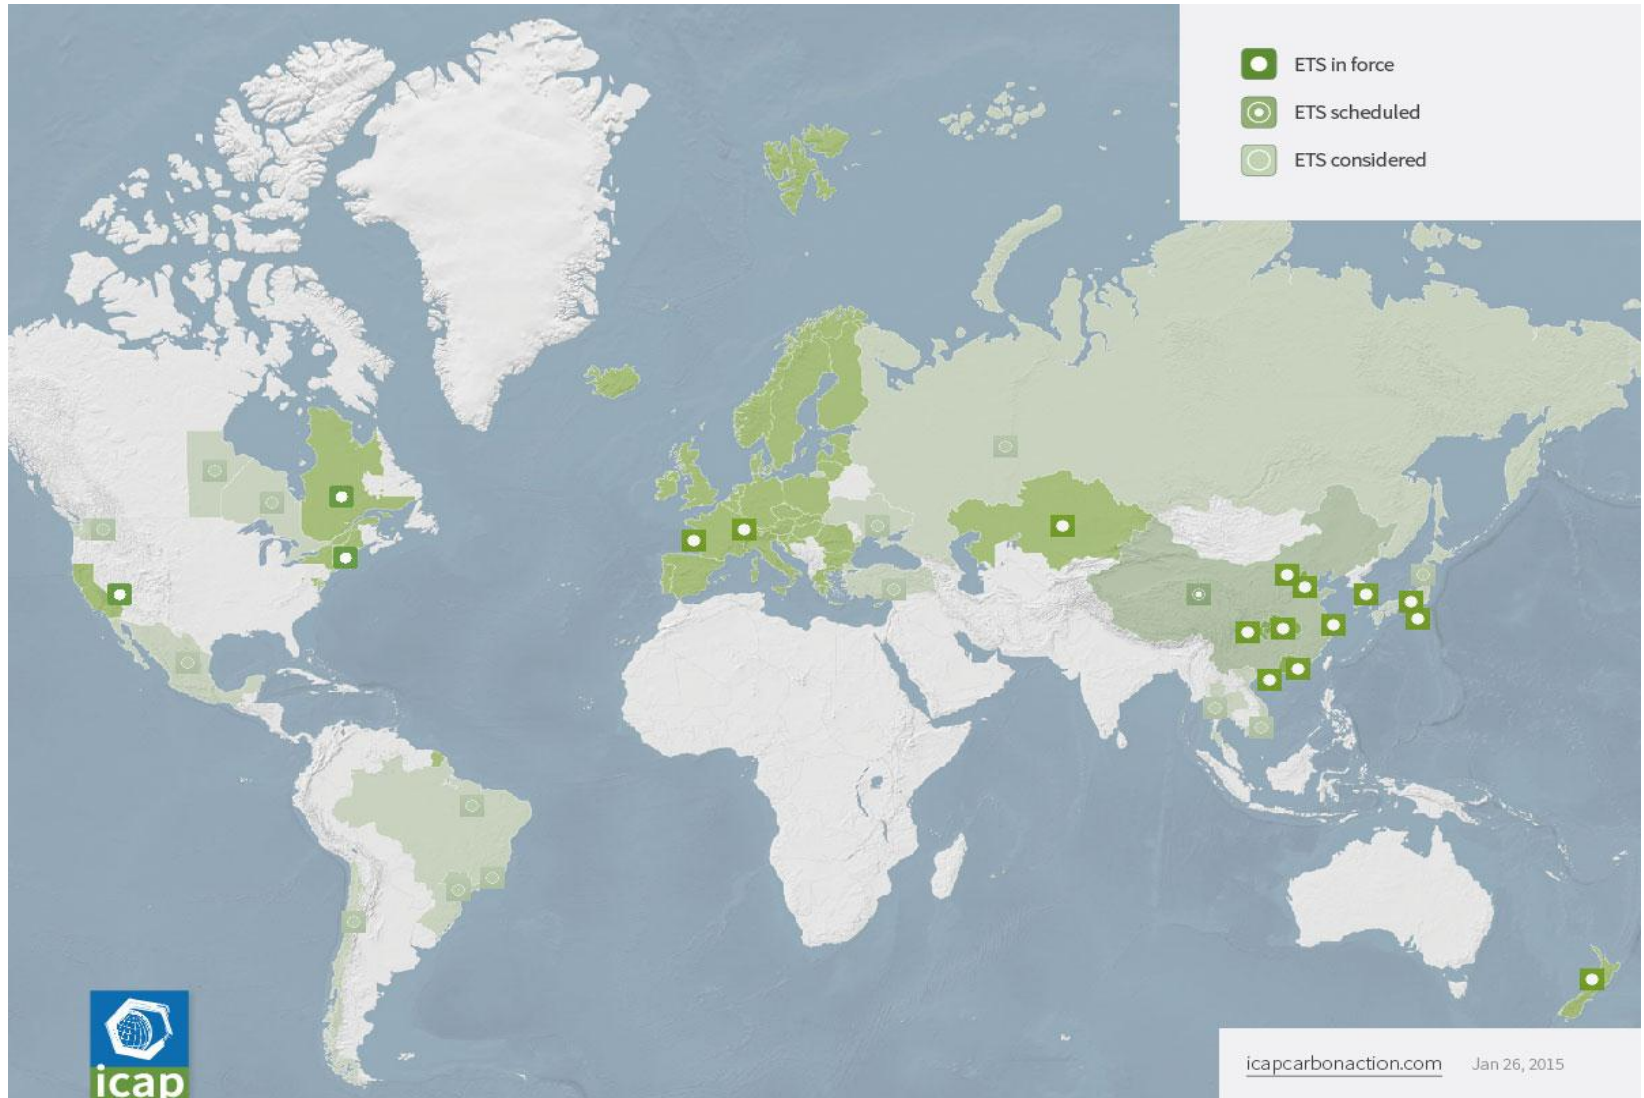 ETS in force
ETS scheduled
ETS considered
icap
icapcarbonaction.com Jan 26, 2015